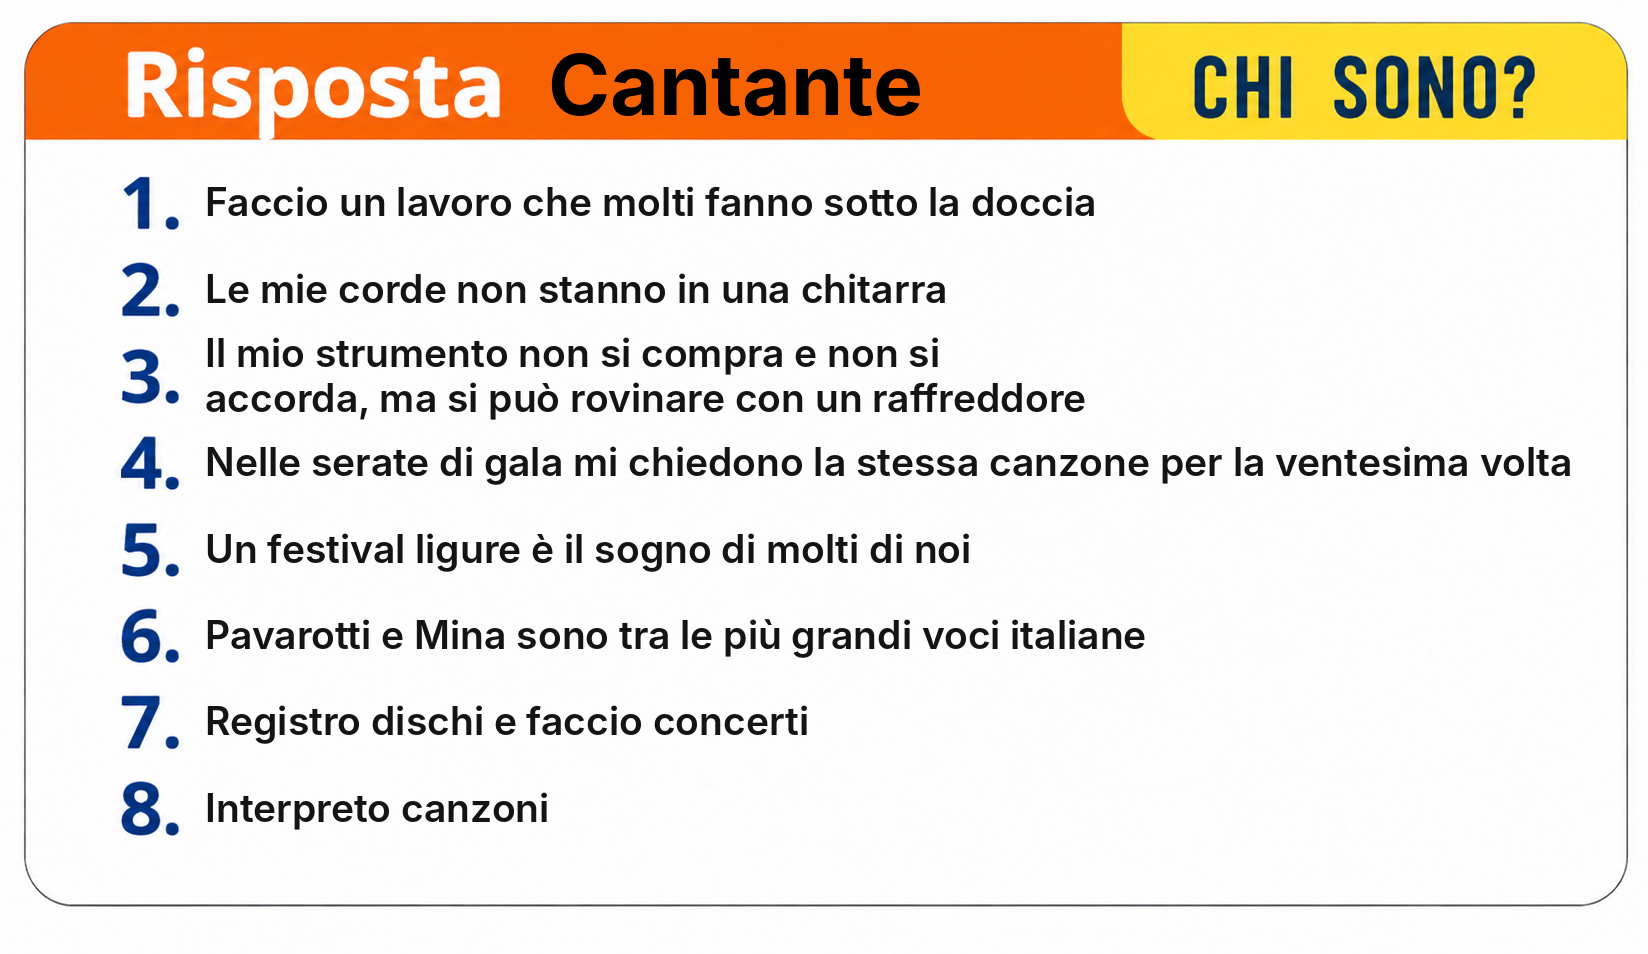 Risposta Cantante CHI SONO?
1. Faccio un lavoro che molti fanno sotto la doccia
2. Le mie corde non stanno in una chitarra
3. Il mio strumento non si compra e non si
accorda, ma si può rovinare con un raffreddore
4. Nelle serate di gala mi chiedono la stessa canzone per la ventesima volta
5. Un festival ligure è il sogno di molti di noi
6. Pavarotti e Mina sono tra le più grandi voci italiane
7. Registro dischi e faccio concerti
8. Interpreto canzoni